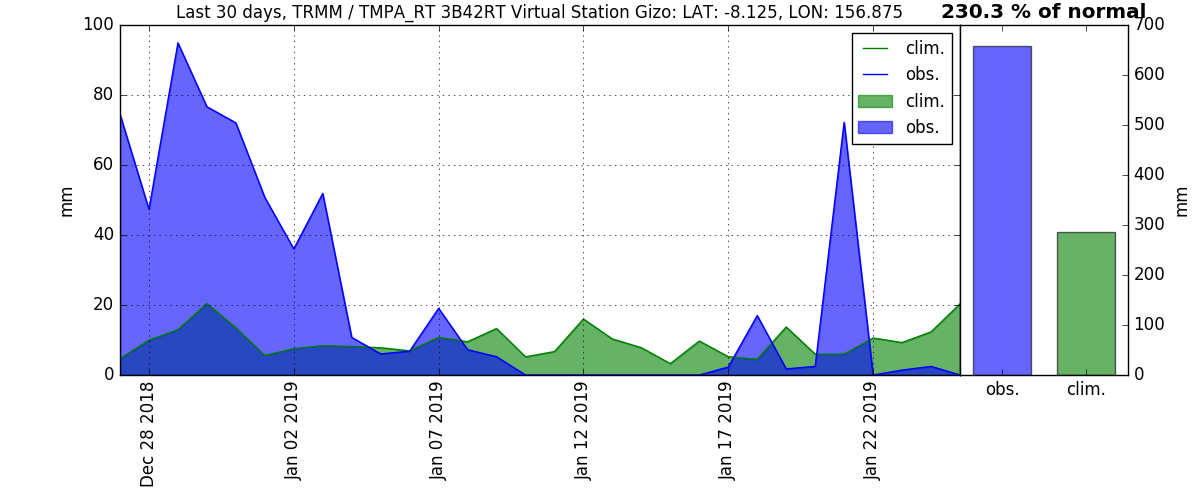 Last 30 days, TRMM / TMPA_RT 3B42RT Virtual Station Gizo: LAT: -8.125, LON: 156.875
230.3 % of normal
100
80
60
40
20
0
mm
clim.
obs.
clim.
obs.
700
600
500
400
300
200
100
0
mm
Dec 28 2018
Jan 02 2019
Jan 07 2019
Jan 12 2019
Jan 17 2019
Jan 22 2019
obs.
clim.